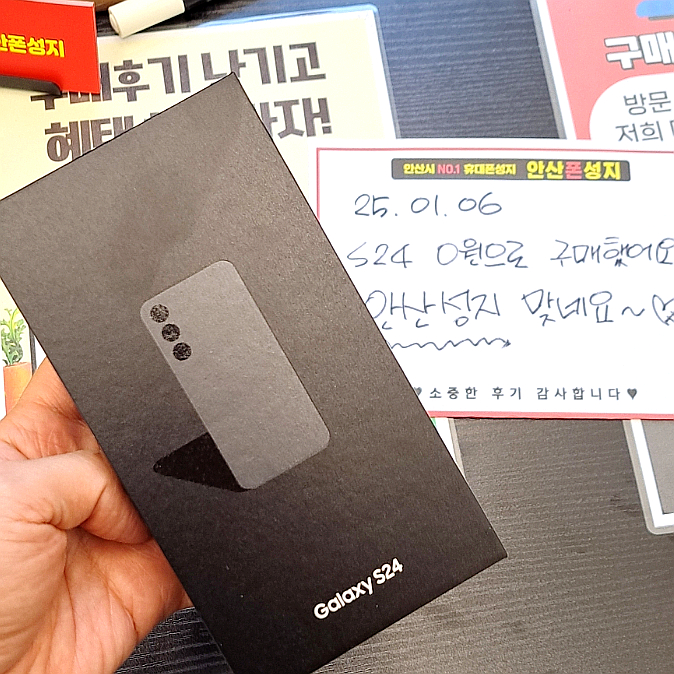 안산폰성지
구매후기 남기고
혜택
자!
구매
방문
저희
안산시 NO.1 휴대폰성지 안산폰성지
25.01.06
S24 0원으로 구매했어요
안산성지 맞네요~♡
♥소중한 후기 감사합니다♥
Galaxy S24